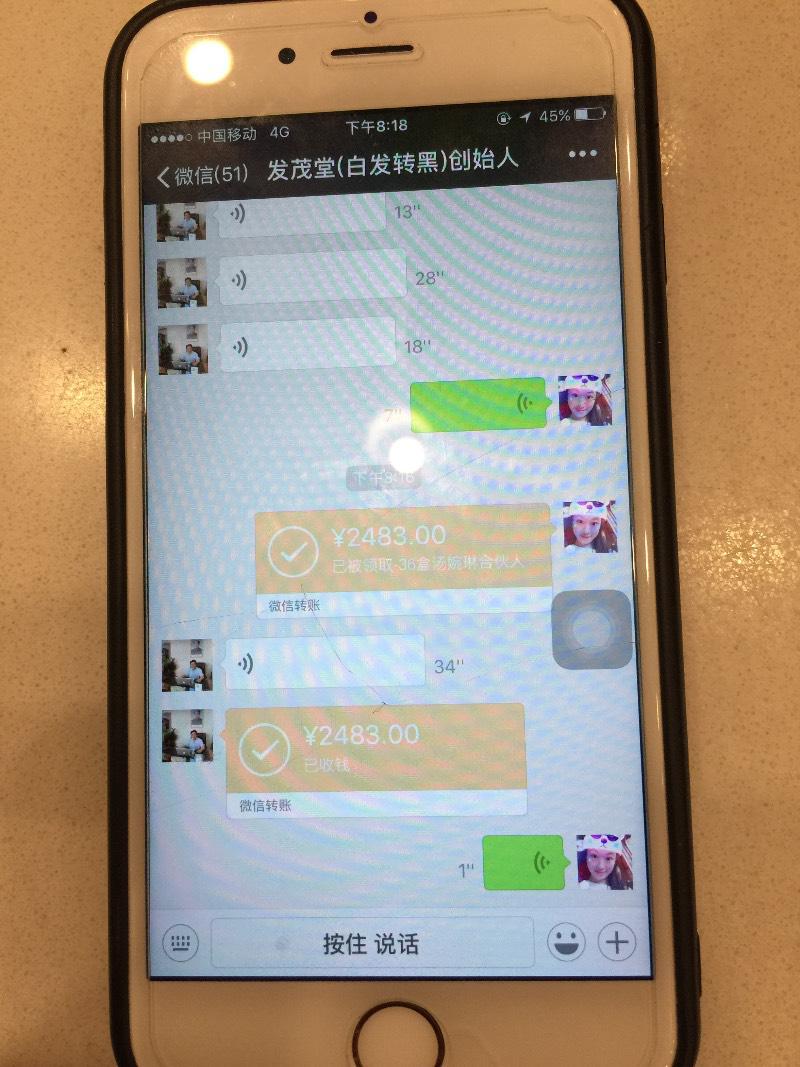 中国移动 4G 下午8:18 45%
微信(51) 发茂堂(白发转黑)创始人
13"
28"
18"
7"
下午8:16
¥2483.00
已被领取-36盒汤婉琳合伙人
微信转账
34"
¥2483.00
已收钱
微信转账
1"
按住 说话